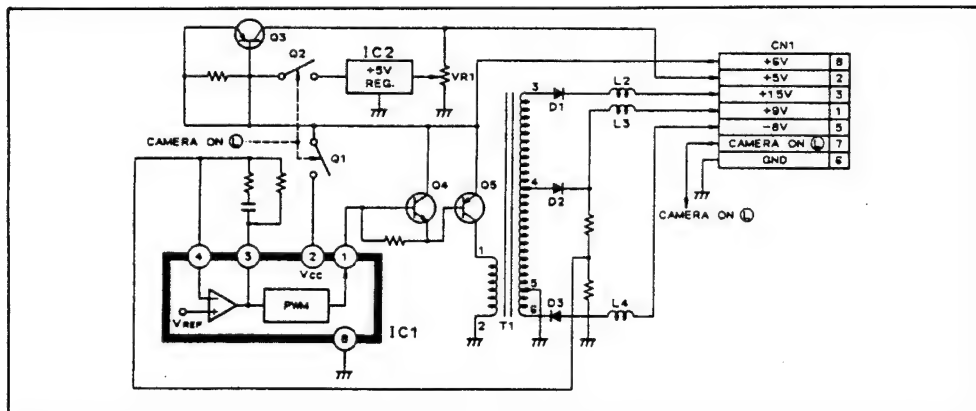 Q3
Q2
IC2
+5V
REG.
VR1
CN1
+6V 8
+5V 2
+15V 3
+9V 1
-8V 5
CAMERA ON Ⓛ 7
GND 6
3
L2
D1
L3
CAMERA ON Ⓛ
Q1
Q4
Q5
4
D2
CAMERA ON Ⓛ
4 3 2 1
VCC
1
PWM
VREF
IC1
8
2
T1
5
6
D3
L4